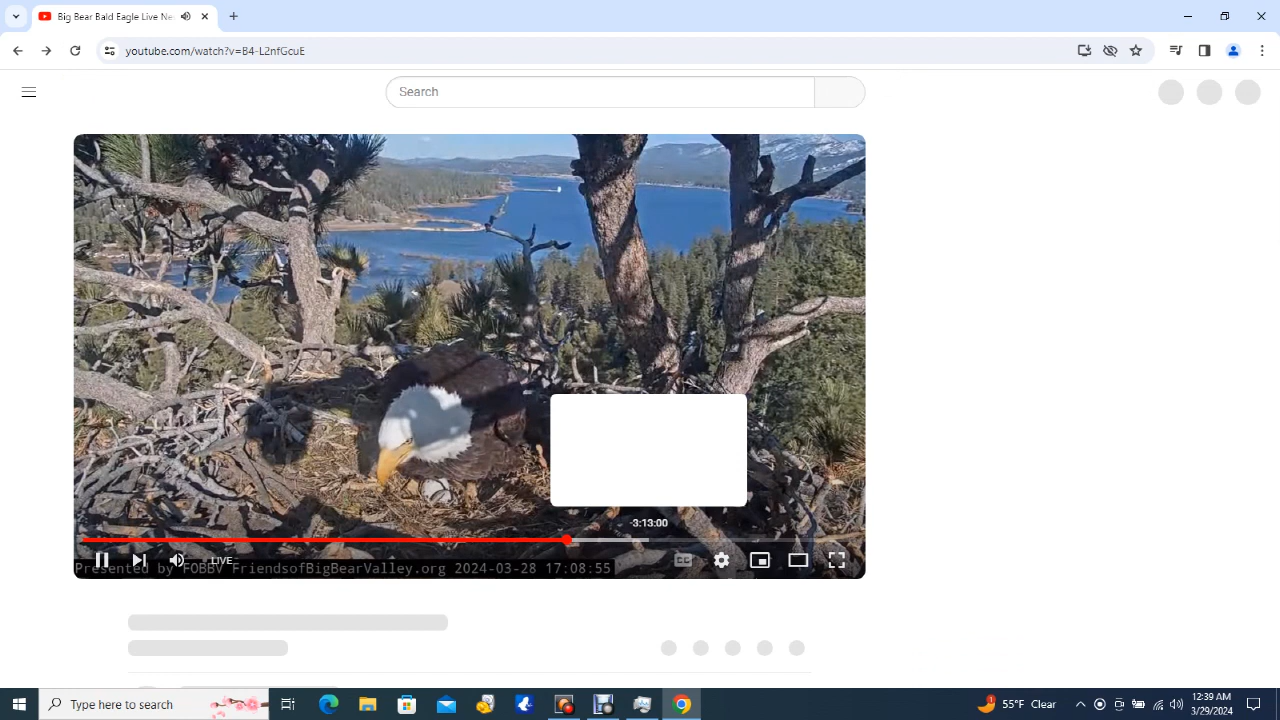 Big Bear Bald Eagle Live Ne
youtube.com/watch?v=B4-L2nfGcuE
Search
-3:13:00
LIVE
CC
Presented by FOBBV FriendsofBigBearValley.org 2024-03-28 17:08:55
Type here to search
1
55°F Clear
12:39 AM
3/29/2024